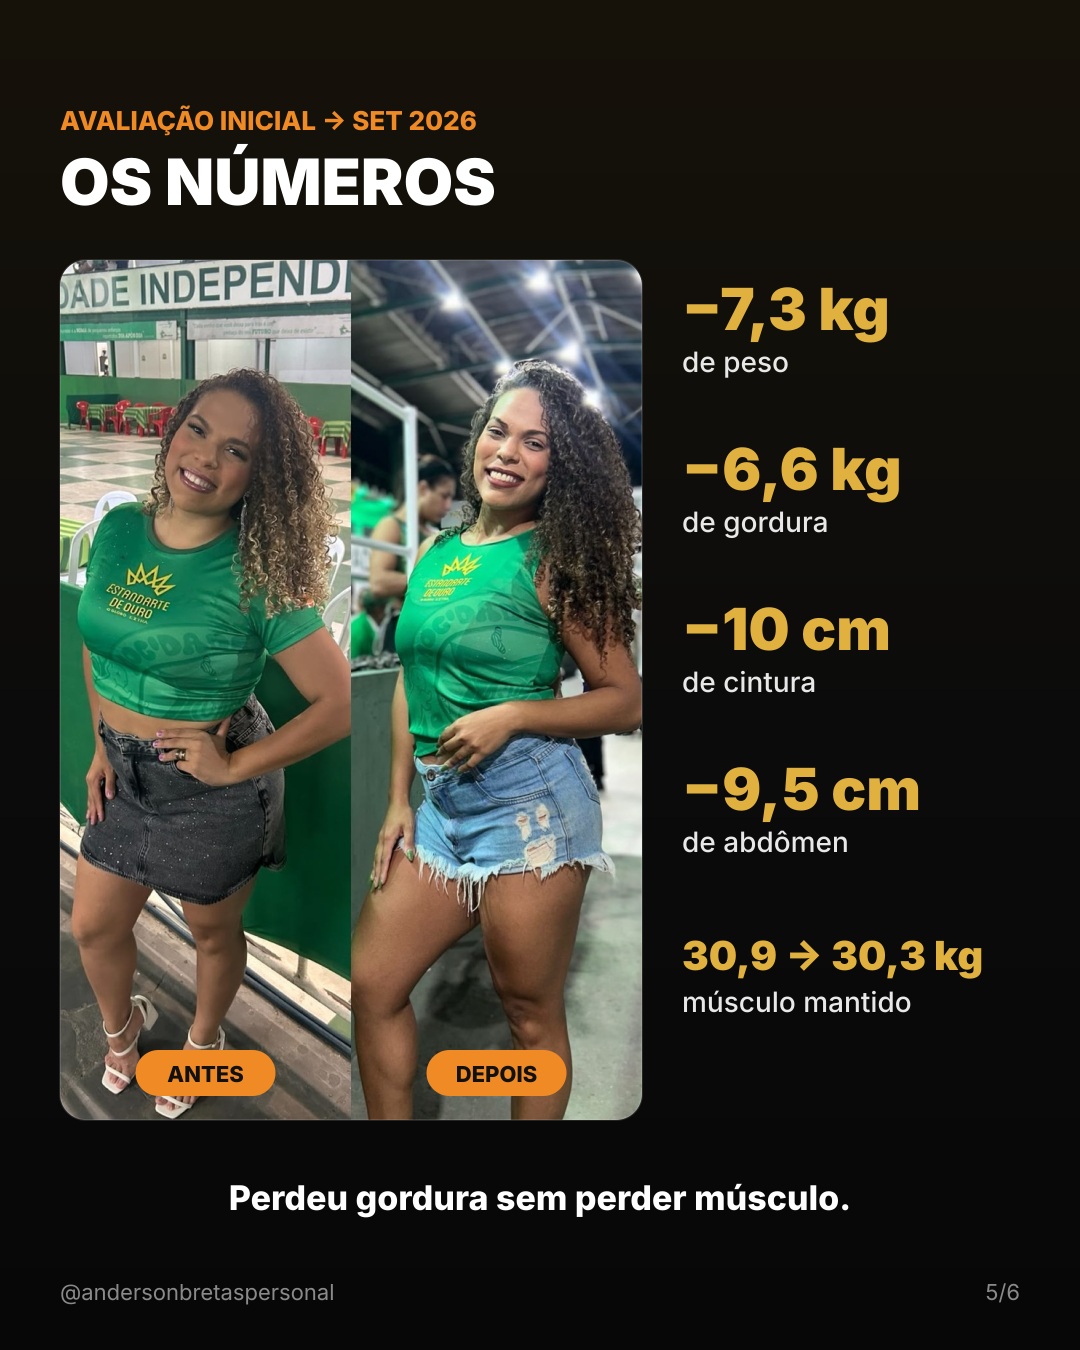 AVALIAÇÃO INICIAL → SET 2026
OS NÚMEROS
DADE INDEPEND
ESTANDARTE
DE OURO
ESTANDARTE
DE OURO
ANTES
DEPOIS
−7,3 kg
de peso
−6,6 kg
de gordura
−10 cm
de cintura
−9,5 cm
de abdômen
30,9 → 30,3 kg
músculo mantido
Perdeu gordura sem perder músculo.
@andersonbretaspersonal
5/6